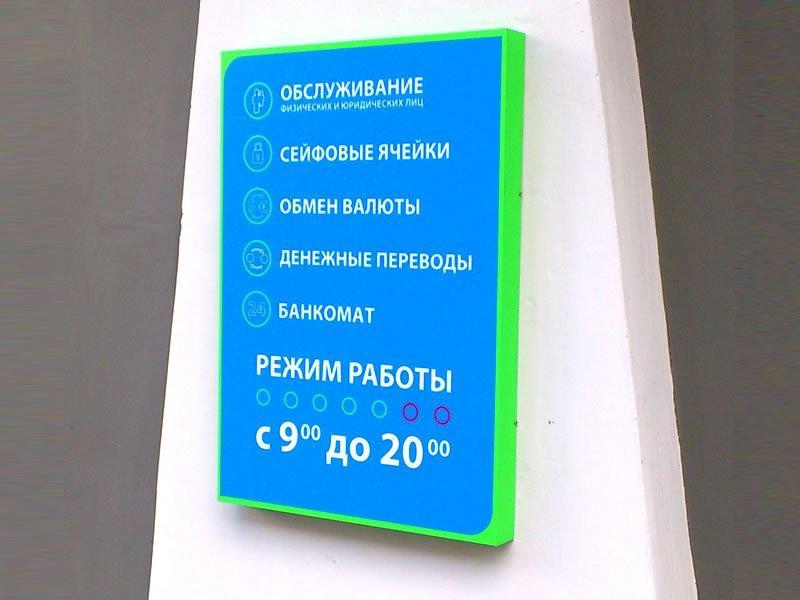 ОБСЛУЖИВАНИЕ
ФИЗИЧЕСКИХ И ЮРИДИЧЕСКИХ ЛИЦ
СЕЙФОВЫЕ ЯЧЕЙКИ
ОБМЕН ВАЛЮТЫ
ДЕНЕЖНЫЕ ПЕРЕВОДЫ
24 БАНКОМАТ
РЕЖИМ РАБОТЫ
с 9⁰⁰ до 20⁰⁰